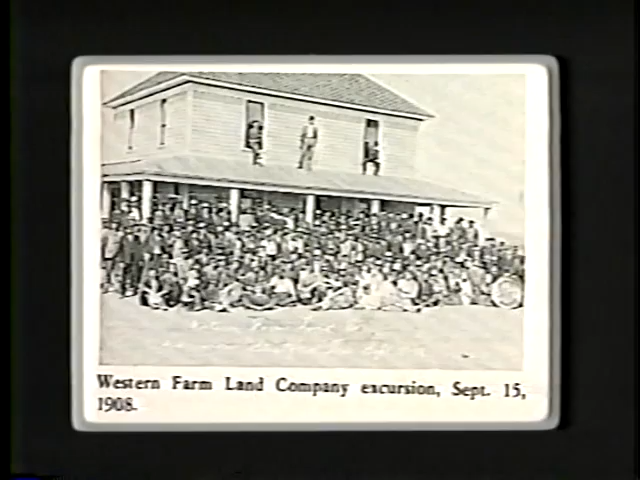 Western Farm Land Company excursion, Sept. 15,
1908.